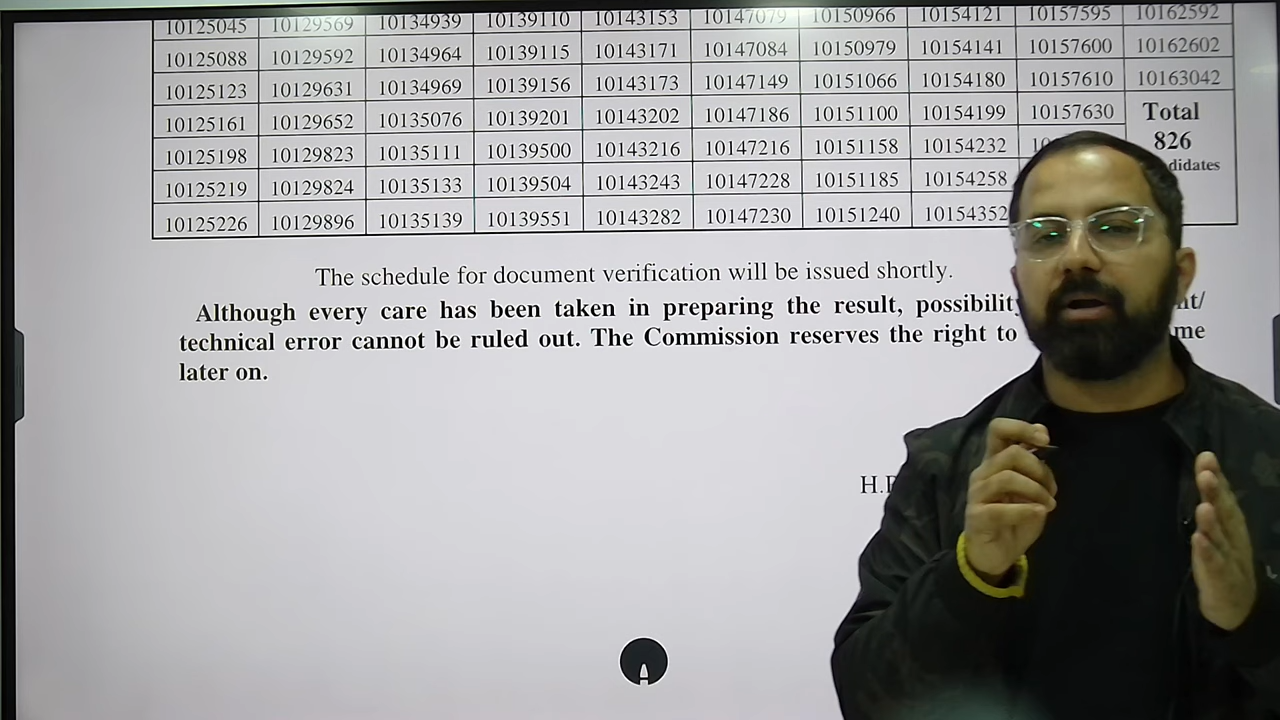 10125045 10129569 10134939 10139110 10143153 10147079 10150966 10154121 10157595 10162592
10125088 10129592 10134964 10139115 10143171 10147084 10150979 10154141 10157600 10162602
10125123 10129631 10134969 10139156 10143173 10147149 10151066 10154180 10157610 10163042
10125161 10129652 10135076 10139201 10143202 10147186 10151100 10154199 10157630 Total
10125198 10129823 10135111 10139500 10143216 10147216 10151158 10154232 826
10125219 10129824 10135133 10139504 10143243 10147228 10151185 10154258
10125226 10129896 10135139 10139551 10143282 10147230 10151240 10154352
The schedule for document verification will be issued shortly.
Although every care has been taken in preparing the result,
technical error cannot be ruled out. The Commission reserves the right to
later on.